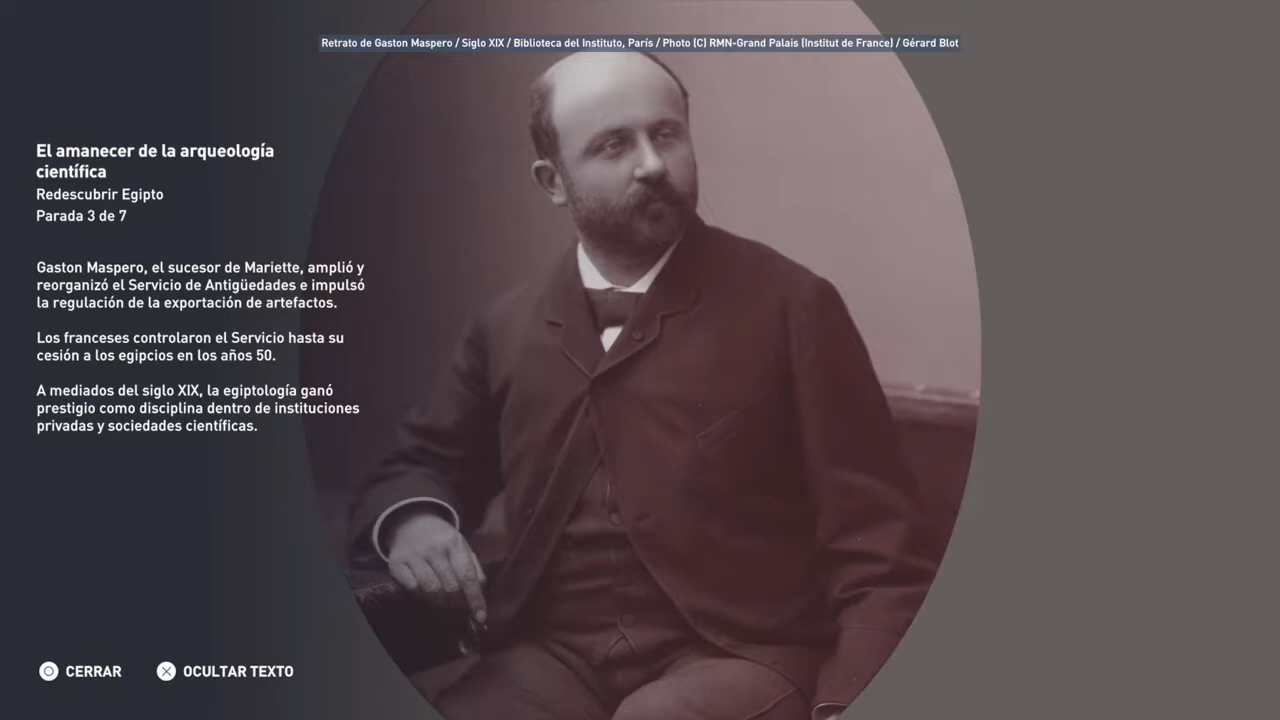 Retrato de Gaston Maspero / Siglo XIX / Biblioteca del Instituto, París / Photo (C) RMN-Grand Palais (Institut de France) / Gérard Blot
El amanecer de la arqueología
científica
Redescubrir Egipto
Parada 3 de 7
Gaston Maspero, el sucesor de Mariette, amplió y
reorganizó el Servicio de Antigüedades e impulsó
la regulación de la exportación de artefactos.
Los franceses controlaron el Servicio hasta su
cesión a los egipcios en los años 50.
A mediados del siglo XIX, la egiptología ganó
prestigio como disciplina dentro de instituciones
privadas y sociedades científicas.
CERRAR
OCULTAR TEXTO